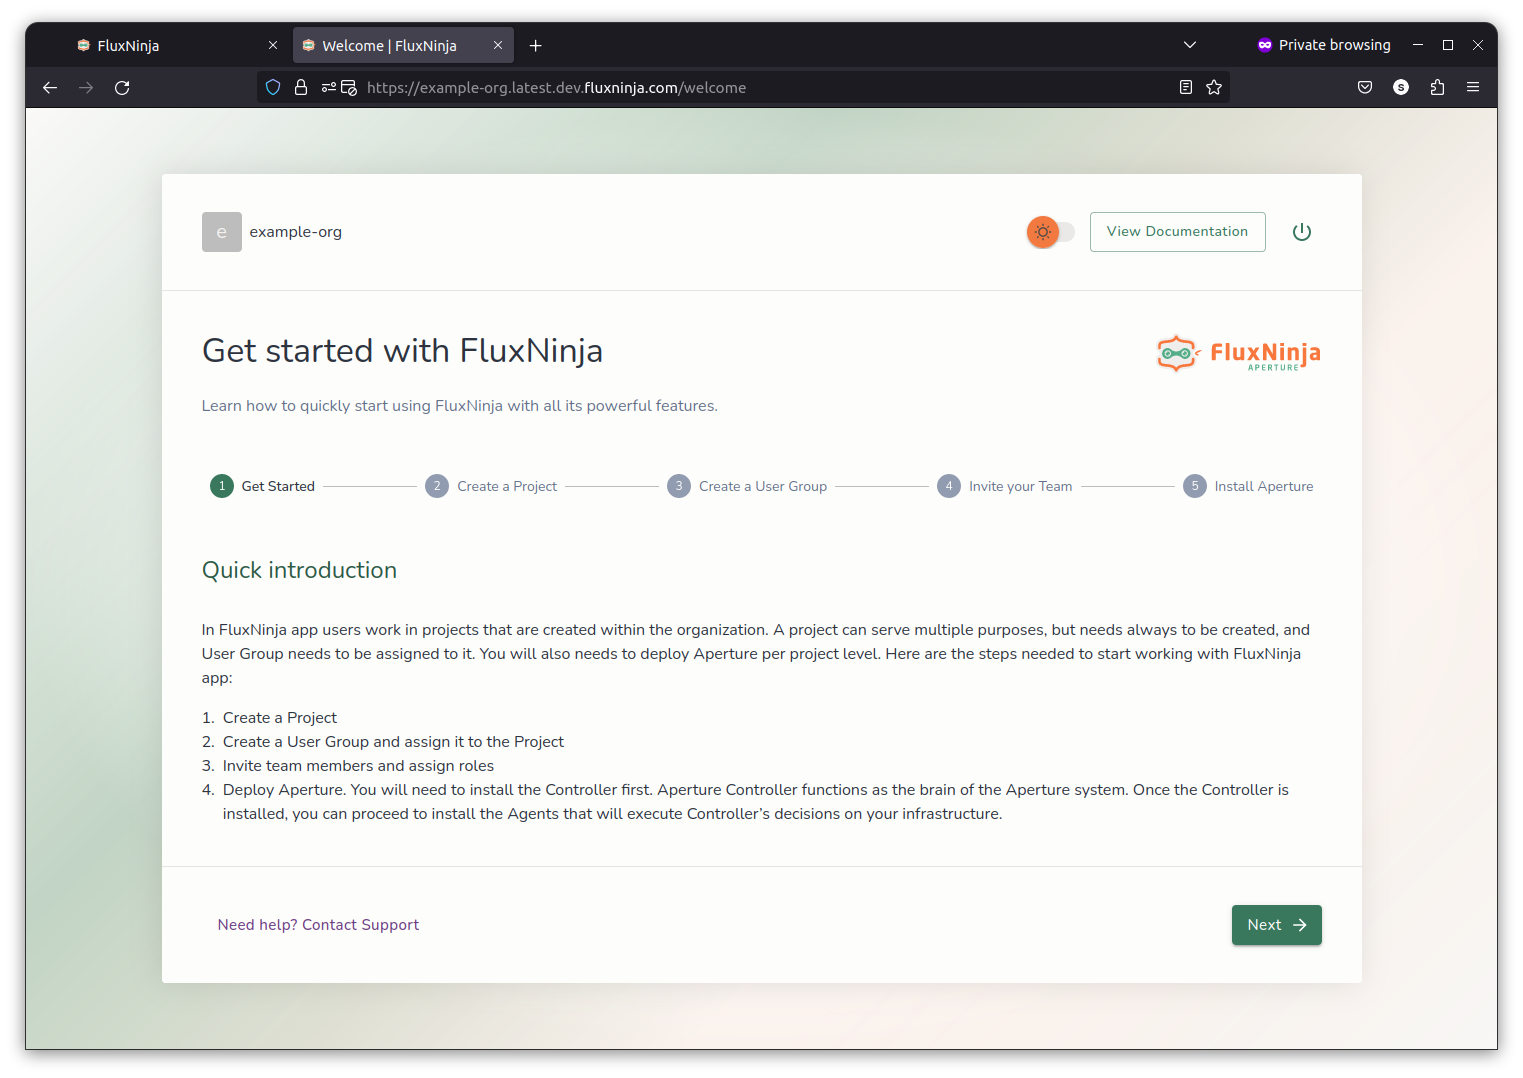 FluxNinja
Welcome | FluxNinja
Private browsing
https://example-org.latest.dev.fluxninja.com/welcome
S
e
example-org
View Documentation
Get started with FluxNinja
FluxNinja
APERTURE
Learn how to quickly start using FluxNinja with all its powerful features.
1 Get Started
2 Create a Project
3 Create a User Group
4 Invite your Team
5 Install Aperture
Quick introduction
In FluxNinja app users work in projects that are created within the organization. A project can serve multiple purposes, but needs always to be created, and
User Group needs to be assigned to it. You will also needs to deploy Aperture per project level. Here are the steps needed to start working with FluxNinja
app:
1. Create a Project
2. Create a User Group and assign it to the Project
3. Invite team members and assign roles
4. Deploy Aperture. You will need to install the Controller first. Aperture Controller functions as the brain of the Aperture system. Once the Controller is
installed, you can proceed to install the Agents that will execute Controller’s decisions on your infrastructure.
Need help? Contact Support
Next